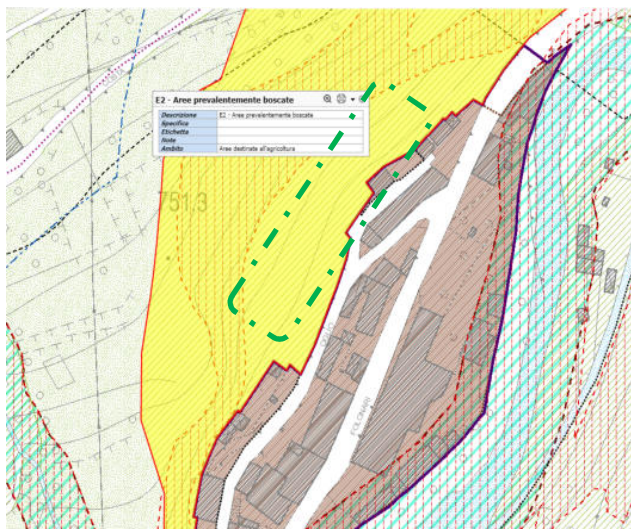 E2 - Aree prevalentemente boscate
Descrizione E2 - Aree prevalentemente boscate
Specifica
Etichetta
Note
Ambito Aree destinate all'agricoltura
751,3
FOLONARI